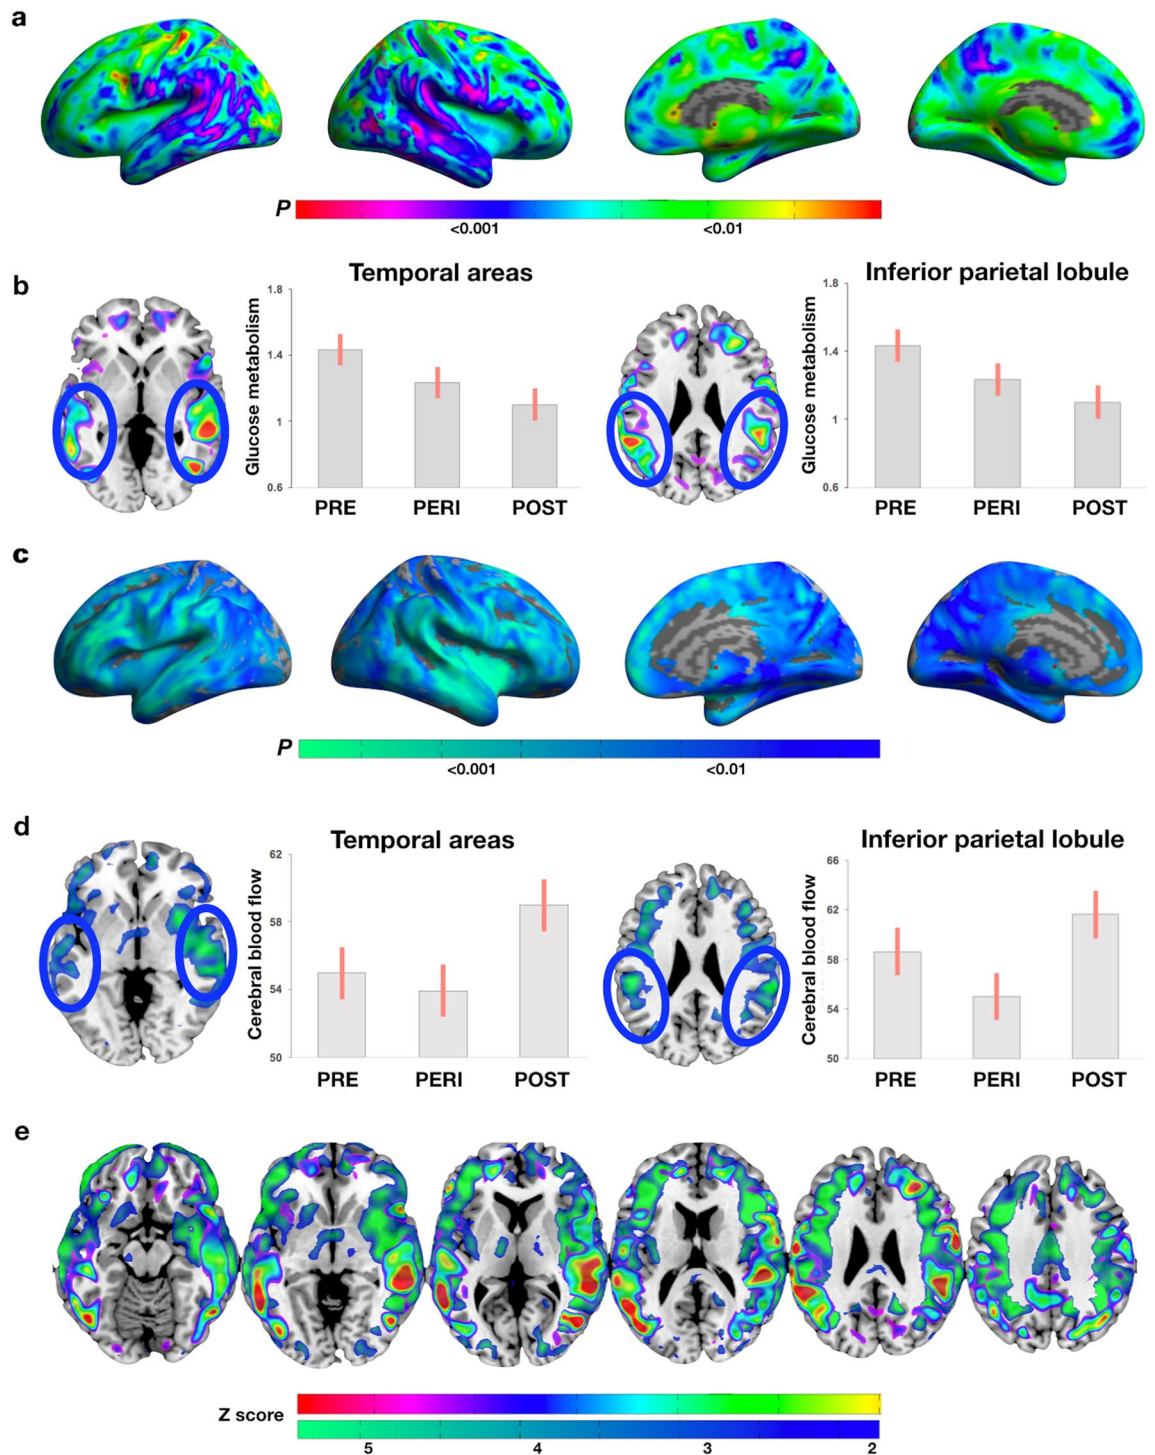 a
P
<0.001 <0.01
b
Temporal areas
Glucose metabolism
1.8
1.4
1
0.6
PRE PERI POST
Inferior parietal lobule
Glucose metabolism
1.8
1.4
1
0.6
PRE PERI POST
c
P
<0.001 <0.01
d
Temporal areas
Cerebral blood flow
62
58
54
50
PRE PERI POST
Inferior parietal lobule
Cerebral blood flow
66
62
58
54
50
PRE PERI POST
e
Z score
5 4 3 2